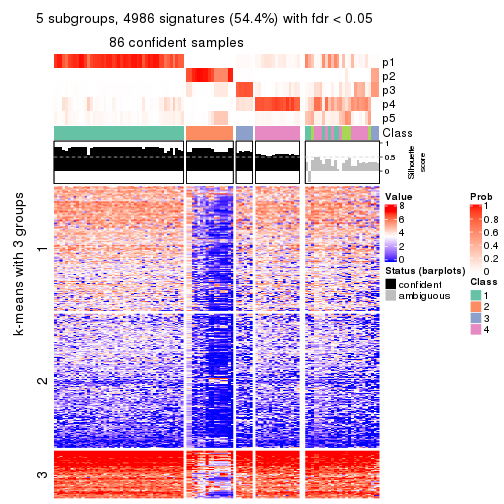 5 subgroups, 4986 signatures (54.4%) with fdr < 0.05
86 confident samples
p1
p2
p3
p4
p5
Class
1
0.5
0
Silhouette
score
k-means with 3 groups
1
2
3
Value
8
6
4
2
0
Status (barplots)
confident
ambiguous
Prob
1
0.8
0.6
0.4
0.2
0
Class
1
2
3
4